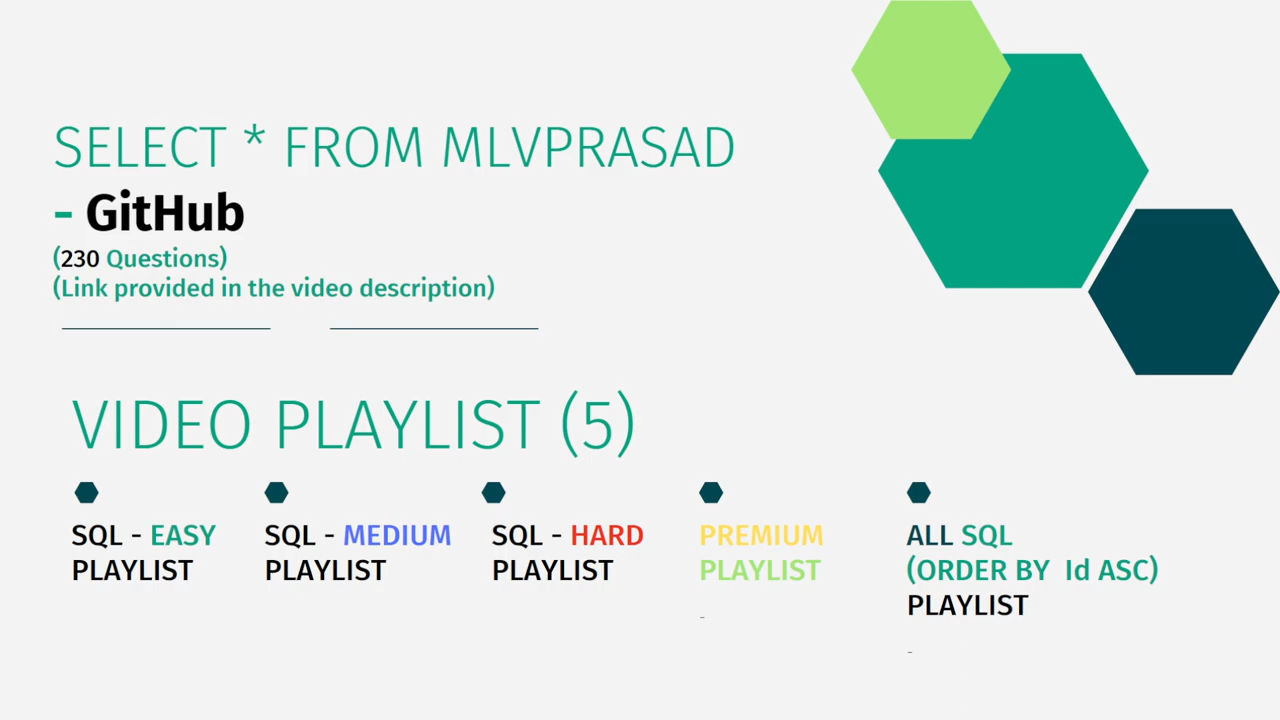 SELECT * FROM MLVPRASAD
- GitHub
(230 Questions)
(Link provided in the video description)
VIDEO PLAYLIST (5)
SQL - EASY
PLAYLIST
SQL - MEDIUM
PLAYLIST
SQL - HARD
PLAYLIST
PREMIUM
PLAYLIST
-
ALL SQL
(ORDER BY Id ASC)
PLAYLIST
-